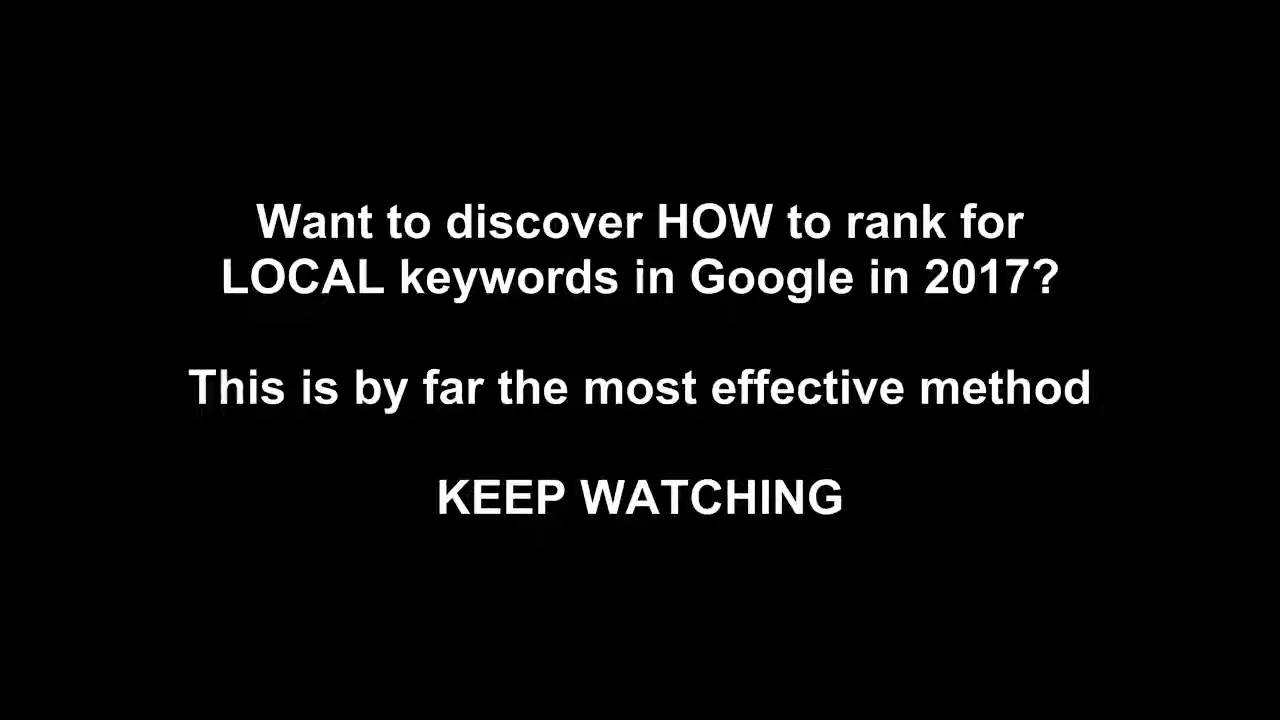 Want to discover HOW to rank for
LOCAL keywords in Google in 2017?
This is by far the most effective method
KEEP WATCHING